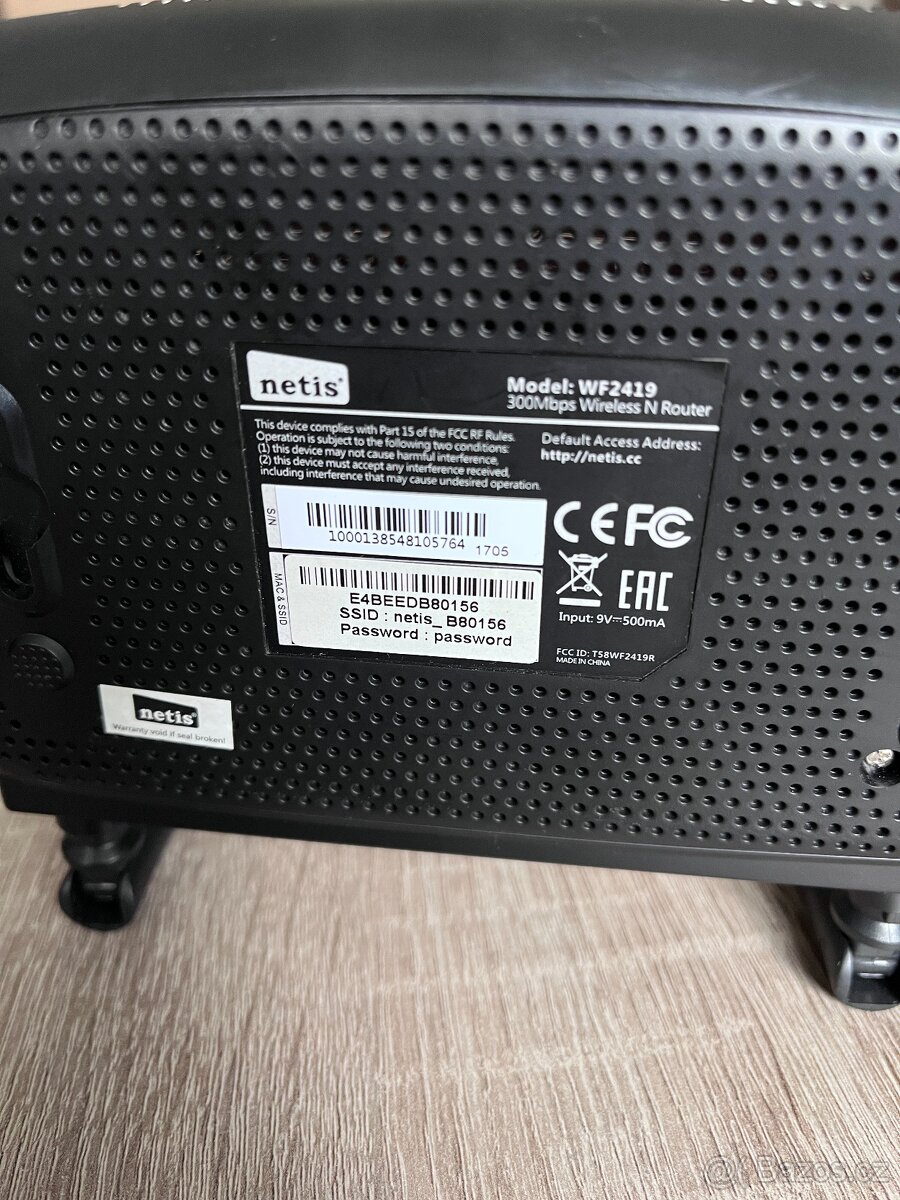 netis®
Model: WF2419
300Mbps Wireless N Router
This device complies with Part 15 of the FCC RF Rules.
Operation is subject to the following two conditions:
(1) this device may not cause harmful interference,
(2) this device must accept any interference received,
including interference that may cause undesired operation.
Default Access Address:
http://netis.cc
S/N
1000138548105764 1705
MAC & SSID
E4BEEDB80156
SSID : netis_B80156
Password : password
CE FC
EAC
Input: 9V⎓500mA
FCC ID: T58WF2419R
MADE IN CHINA
netis®
Warranty void if seal broken!
@ Bazos.cz